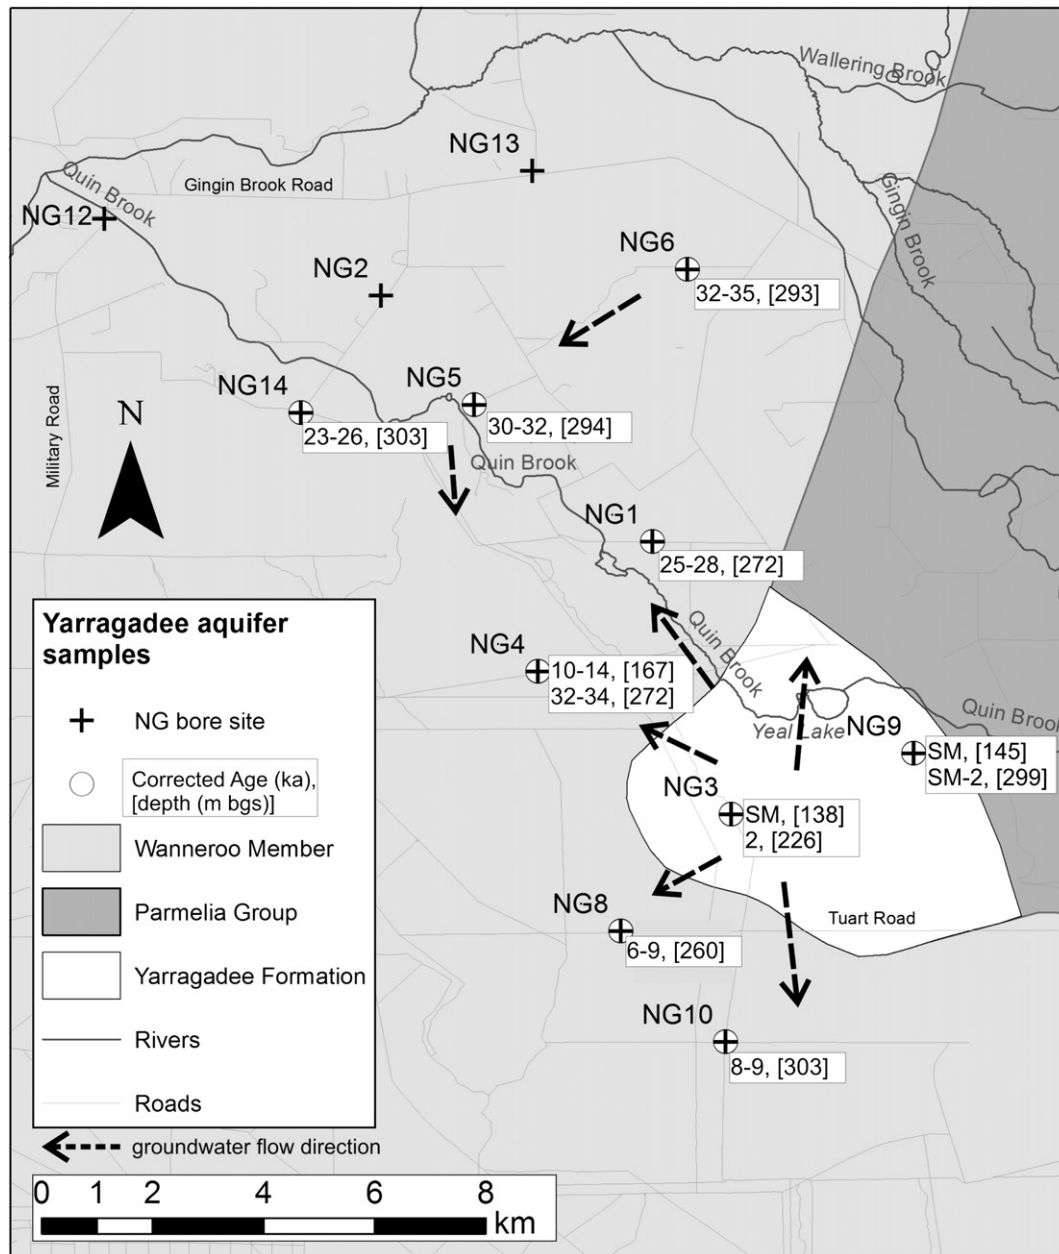 Wallering Brook
NG13
Quin Brook
Gingin Brook Road
Gingin Brook
NG12
NG6
NG2
32-35, [293]
NG5
NG14
Military Road
N
23-26, [303]
30-32, [294]
Quin Brook
NG1
25-28, [272]
Quin Brook
NG4
10-14, [167]
32-34, [272]
Yeal Lake
NG9
Quin Brook
SM, [145]
SM-2, [299]
NG3
SM, [138]
2, [226]
NG8
Tuart Road
6-9, [260]
NG10
8-9, [303]
Yarragadee aquifer
samples
NG bore site
Corrected Age (ka),
[depth (m bgs)]
Wanneroo Member
Parmelia Group
Yarragadee Formation
Rivers
Roads
groundwater flow direction
0 1 2 4 6 8
km